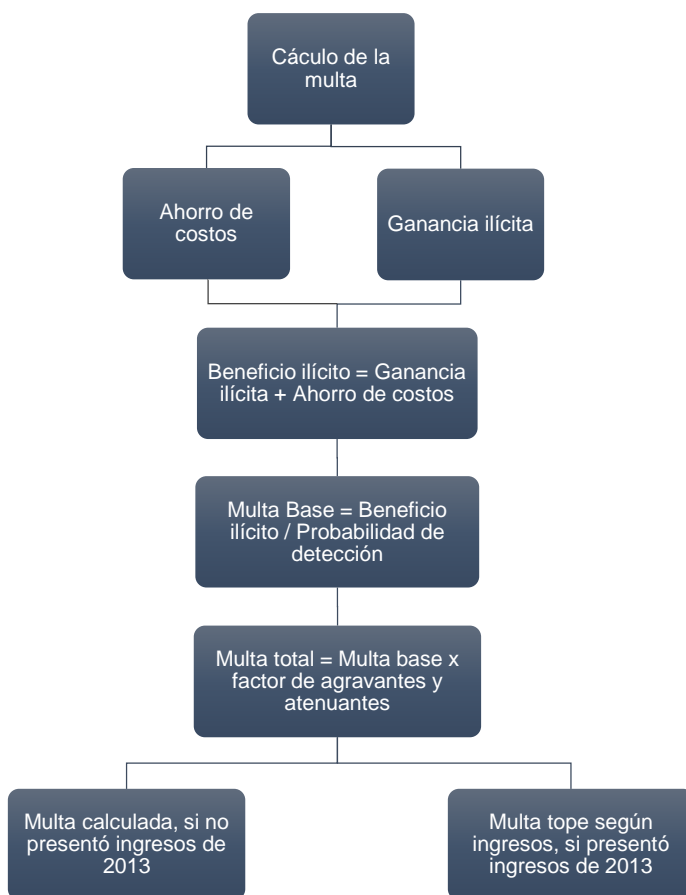 Cáculo de la
multa
Ahorro de
costos
Ganancia ilícita
Beneficio ilícito = Ganancia
ilícita + Ahorro de costos
Multa Base = Beneficio
ilícito / Probabilidad de
detección
Multa total = Multa base x
factor de agravantes y
atenuantes
Multa calculada, si no
presentó ingresos de
2013
Multa tope según
ingresos, si presentó
ingresos de 2013